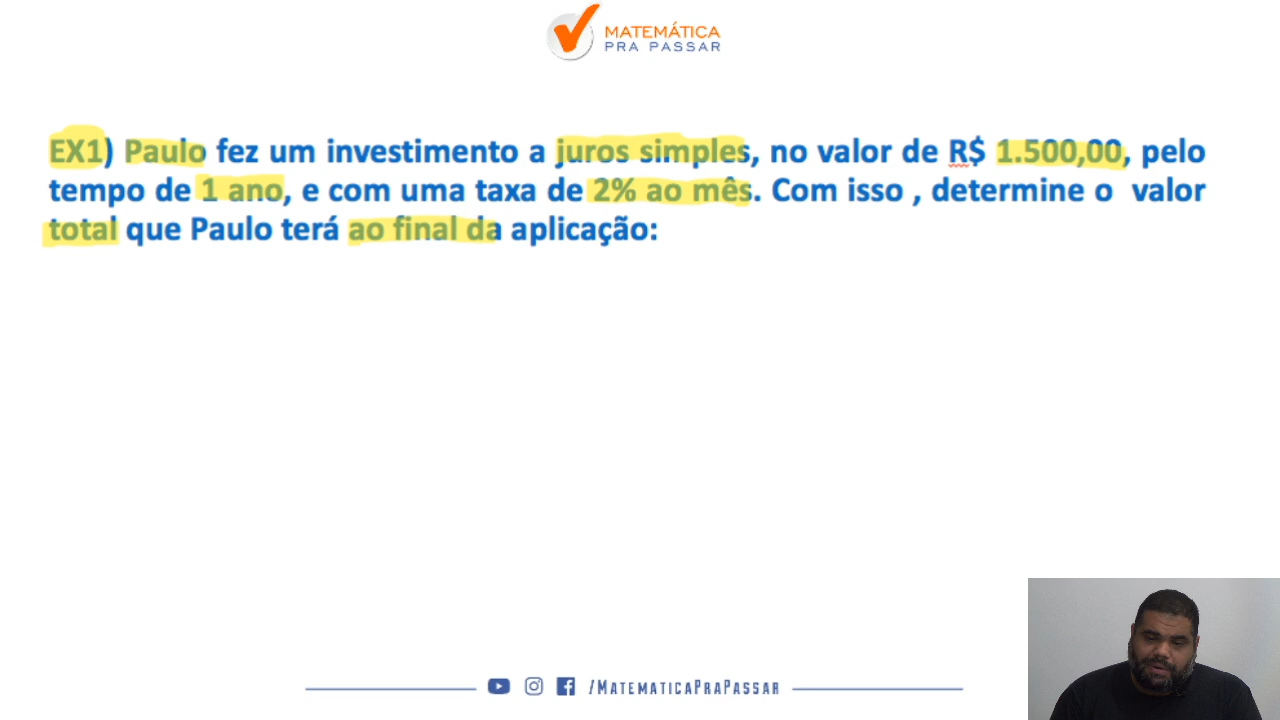 MATEMÁTICA
PRA PASSAR
EX1) Paulo fez um investimento a juros simples, no valor de R$ 1.500,00, pelo
tempo de 1 ano, e com uma taxa de 2% ao mês. Com isso , determine o valor
total que Paulo terá ao final da aplicação:
/MATEMATICAPRAPASSAR